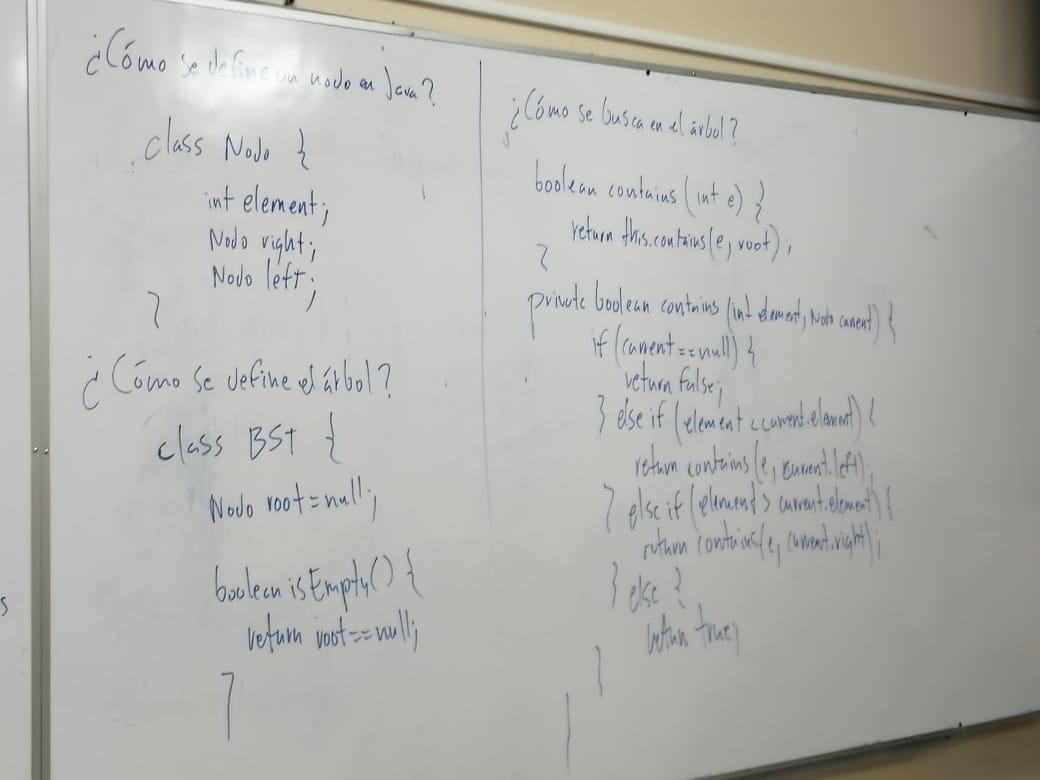 ¿Cómo se define un nodo en Java?
class Nodo {
int element;
Nodo right;
Nodo left;
}
¿Cómo se define el árbol?
class BST {
Nodo root = null;
boolean isEmpty() {
return root == null;
}
¿Cómo se busca en el árbol?
boolean contains (int e) {
return this.contains(e, root);
}
private boolean contains (int element, Nodo current) {
if (current == null) {
return false;
} else if (element < current.element) {
return contains(e, current.left);
} else if (element > current.element) {
return contains(e, current.right);
} else {
return true;
}
}
s